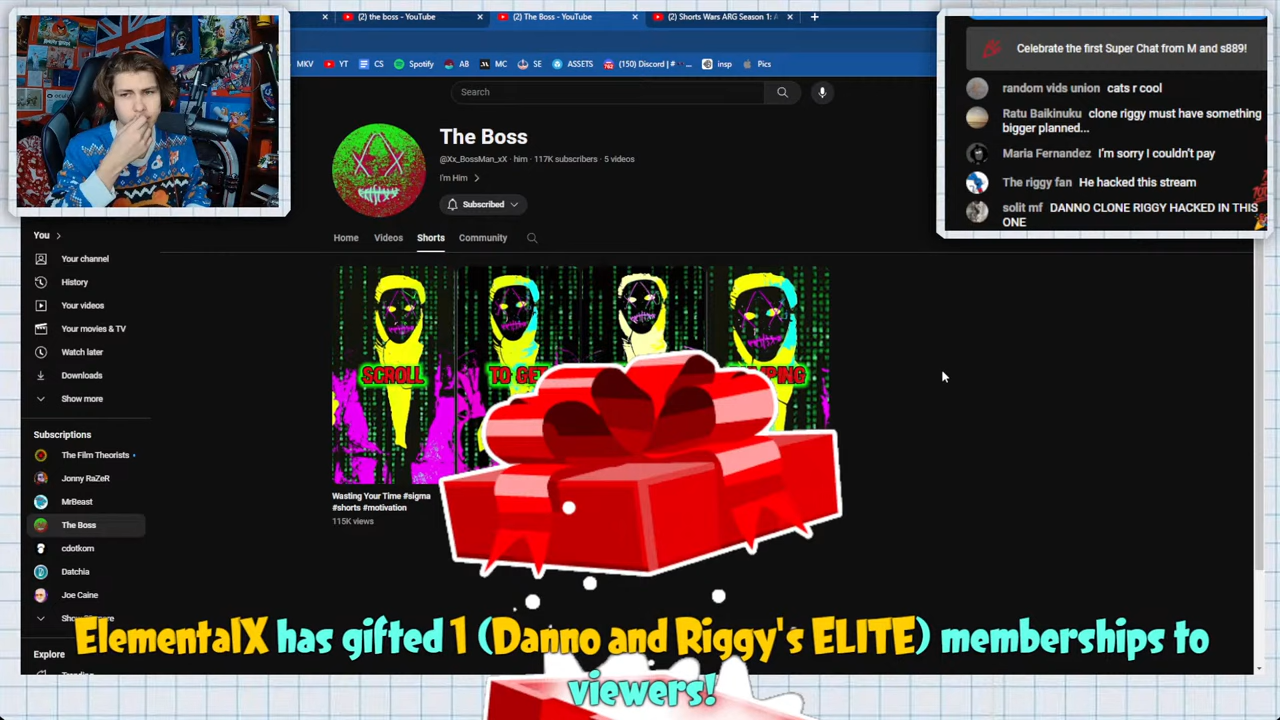 (2) the boss - YouTube
(2) The Boss - YouTube
(2) Shorts Wars ARG Season 1:
MKV YT CS Spotify AB MC SE ASSETS (150) Discord | insp Pics
Search
The Boss
@Xx_BossMan_xX · him · 117K subscribers · 5 videos
I'm Him
Subscribed
Home Videos Shorts Community
You
Your channel
History
Your videos
Your movies & TV
Watch later
Downloads
Show more
Subscriptions
The Film Theorists
Jonny RaZeR
MrBeast
The Boss
cdotkom
Datchia
Joe Caine
Explore
SCROLL
TO GET
Wasting Your Time #sigma
#shorts #motivation
115K views
Celebrate the first Super Chat from M and s889!
random vids union cats r cool
Ratu Baikinuku clone riggy must have something
bigger planned...
Maria Fernandez I'm sorry I couldn't pay
The riggy fan He hacked this stream
solit mf DANNO CLONE RIGGY HACKED IN THIS
ONE
ElementalX has gifted 1 (Danno and Riggy's ELITE) memberships to
viewers!